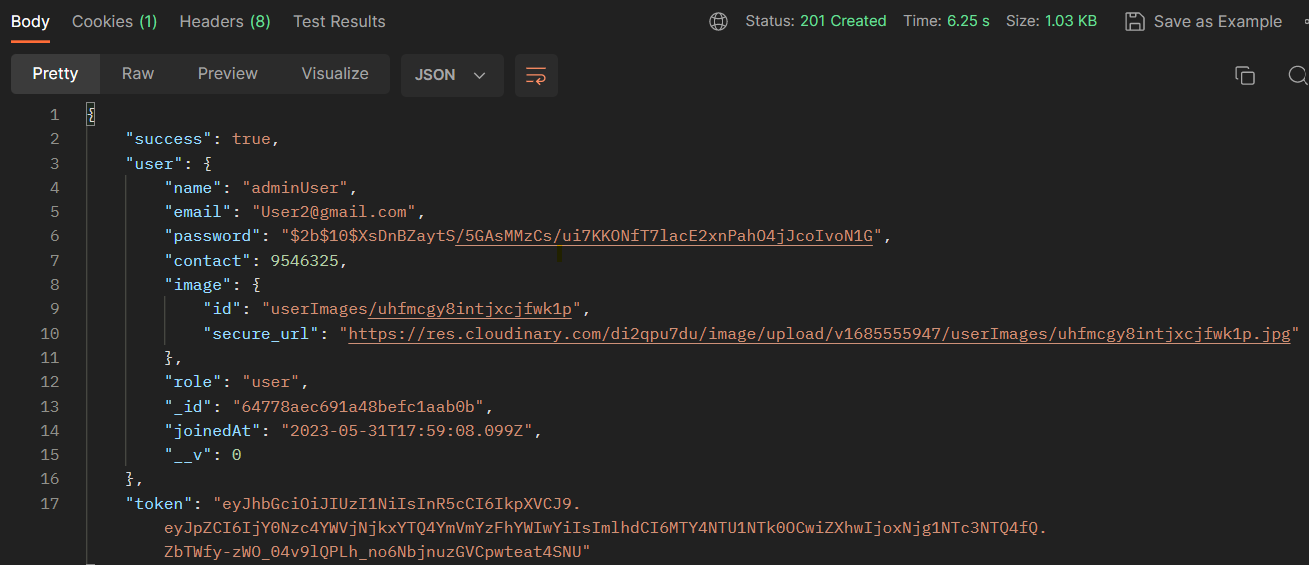 Body Cookies (1) Headers (8) Test Results Status: 201 Created Time: 6.25 s Size: 1.03 KB Save as Example
Pretty Raw Preview Visualize JSON
1 {
2 "success": true,
3 "user": {
4 "name": "adminUser",
5 "email": "User2@gmail.com",
6 "password": "$2b$10$XsDnBZaytS/5GAsMMzCs/ui7KKONfT7lacE2xnPahO4jJcoIvoN1G",
7 "contact": 9546325,
8 "image": {
9 "id": "userImages/uhfmcgy8intjxcjfwk1p",
10 "secure_url": "https://res.cloudinary.com/di2qpu7du/image/upload/v1685555947/userImages/uhfmcgy8intjxcjfwk1p.jpg"
11 },
12 "role": "user",
13 "_id": "64778aec691a48befc1aab0b",
14 "joinedAt": "2023-05-31T17:59:08.099Z",
15 "__v": 0
16 },
17 "token": "eyJhbGciOiJIUzI1NiIsInR5cCI6IkpXVCJ9.
eyJpZCI6IjY0Nzc4YWVjNjkxYTQ4YmVmYzFhYWIwYiIsImlhdCI6MTY4NTU1NTk0OCwiZXhwIjoxNjg1NTc3NTQ4fQ.
ZbTWfy-zWO_04v9lQPLh_no6NbjnuzGVCpwteat4SNU"